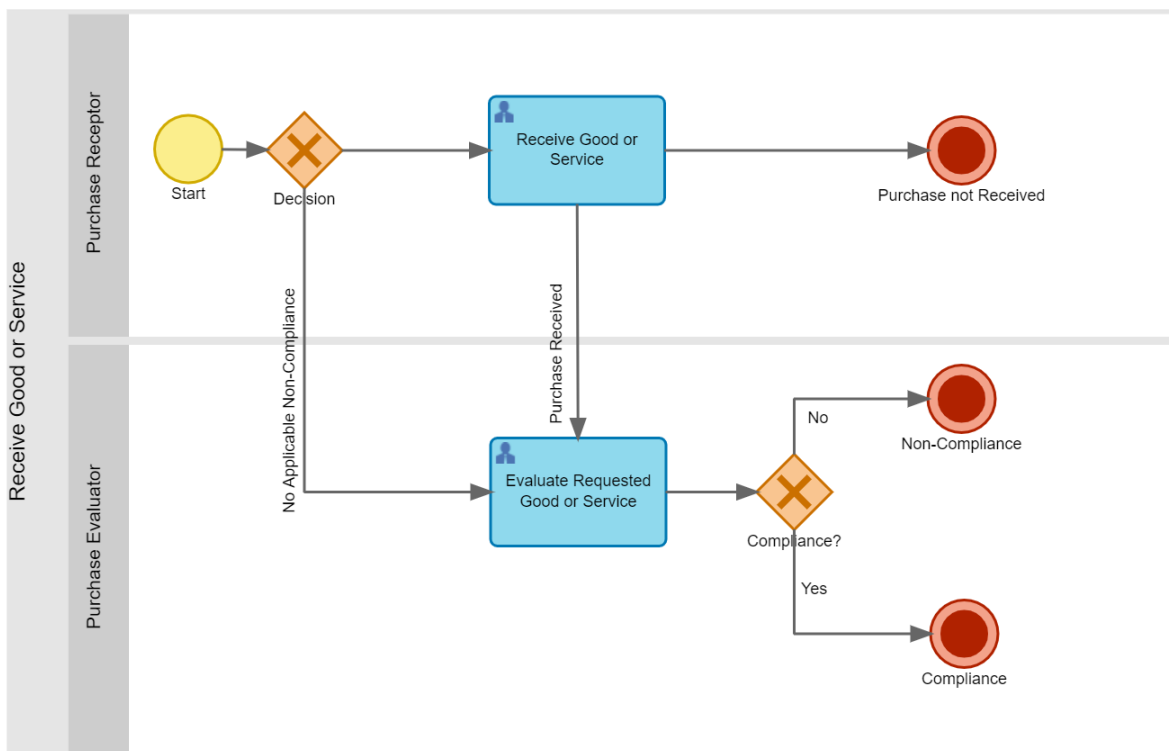 Receive Good or Service
Purchase Receptor
Start
Decision
Receive Good or
Service
Purchase not Received
No Applicable Non-Compliance
Purchase Received
Purchase Evaluator
Evaluate Requested
Good or Service
Compliance?
No
Non-Compliance
Yes
Compliance